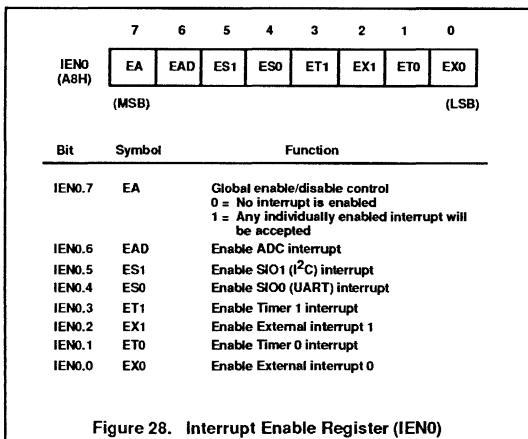 7 6 5 4 3 2 1 0
IEN0 (A8H) EA EAD ES1 ES0 ET1 EX1 ET0 EX0
(MSB) (LSB)
Bit Symbol Function
IEN0.7 EA Global enable/disable control
0 = No interrupt is enabled
1 = Any individually enabled interrupt will
be accepted
IEN0.6 EAD Enable ADC interrupt
IEN0.5 ES1 Enable SIO1 (I²C) interrupt
IEN0.4 ES0 Enable SIO0 (UART) interrupt
IEN0.3 ET1 Enable Timer 1 interrupt
IEN0.2 EX1 Enable External interrupt 1
IEN0.1 ET0 Enable Timer 0 interrupt
IEN0.0 EX0 Enable External interrupt 0
Figure 28. Interrupt Enable Register (IEN0)